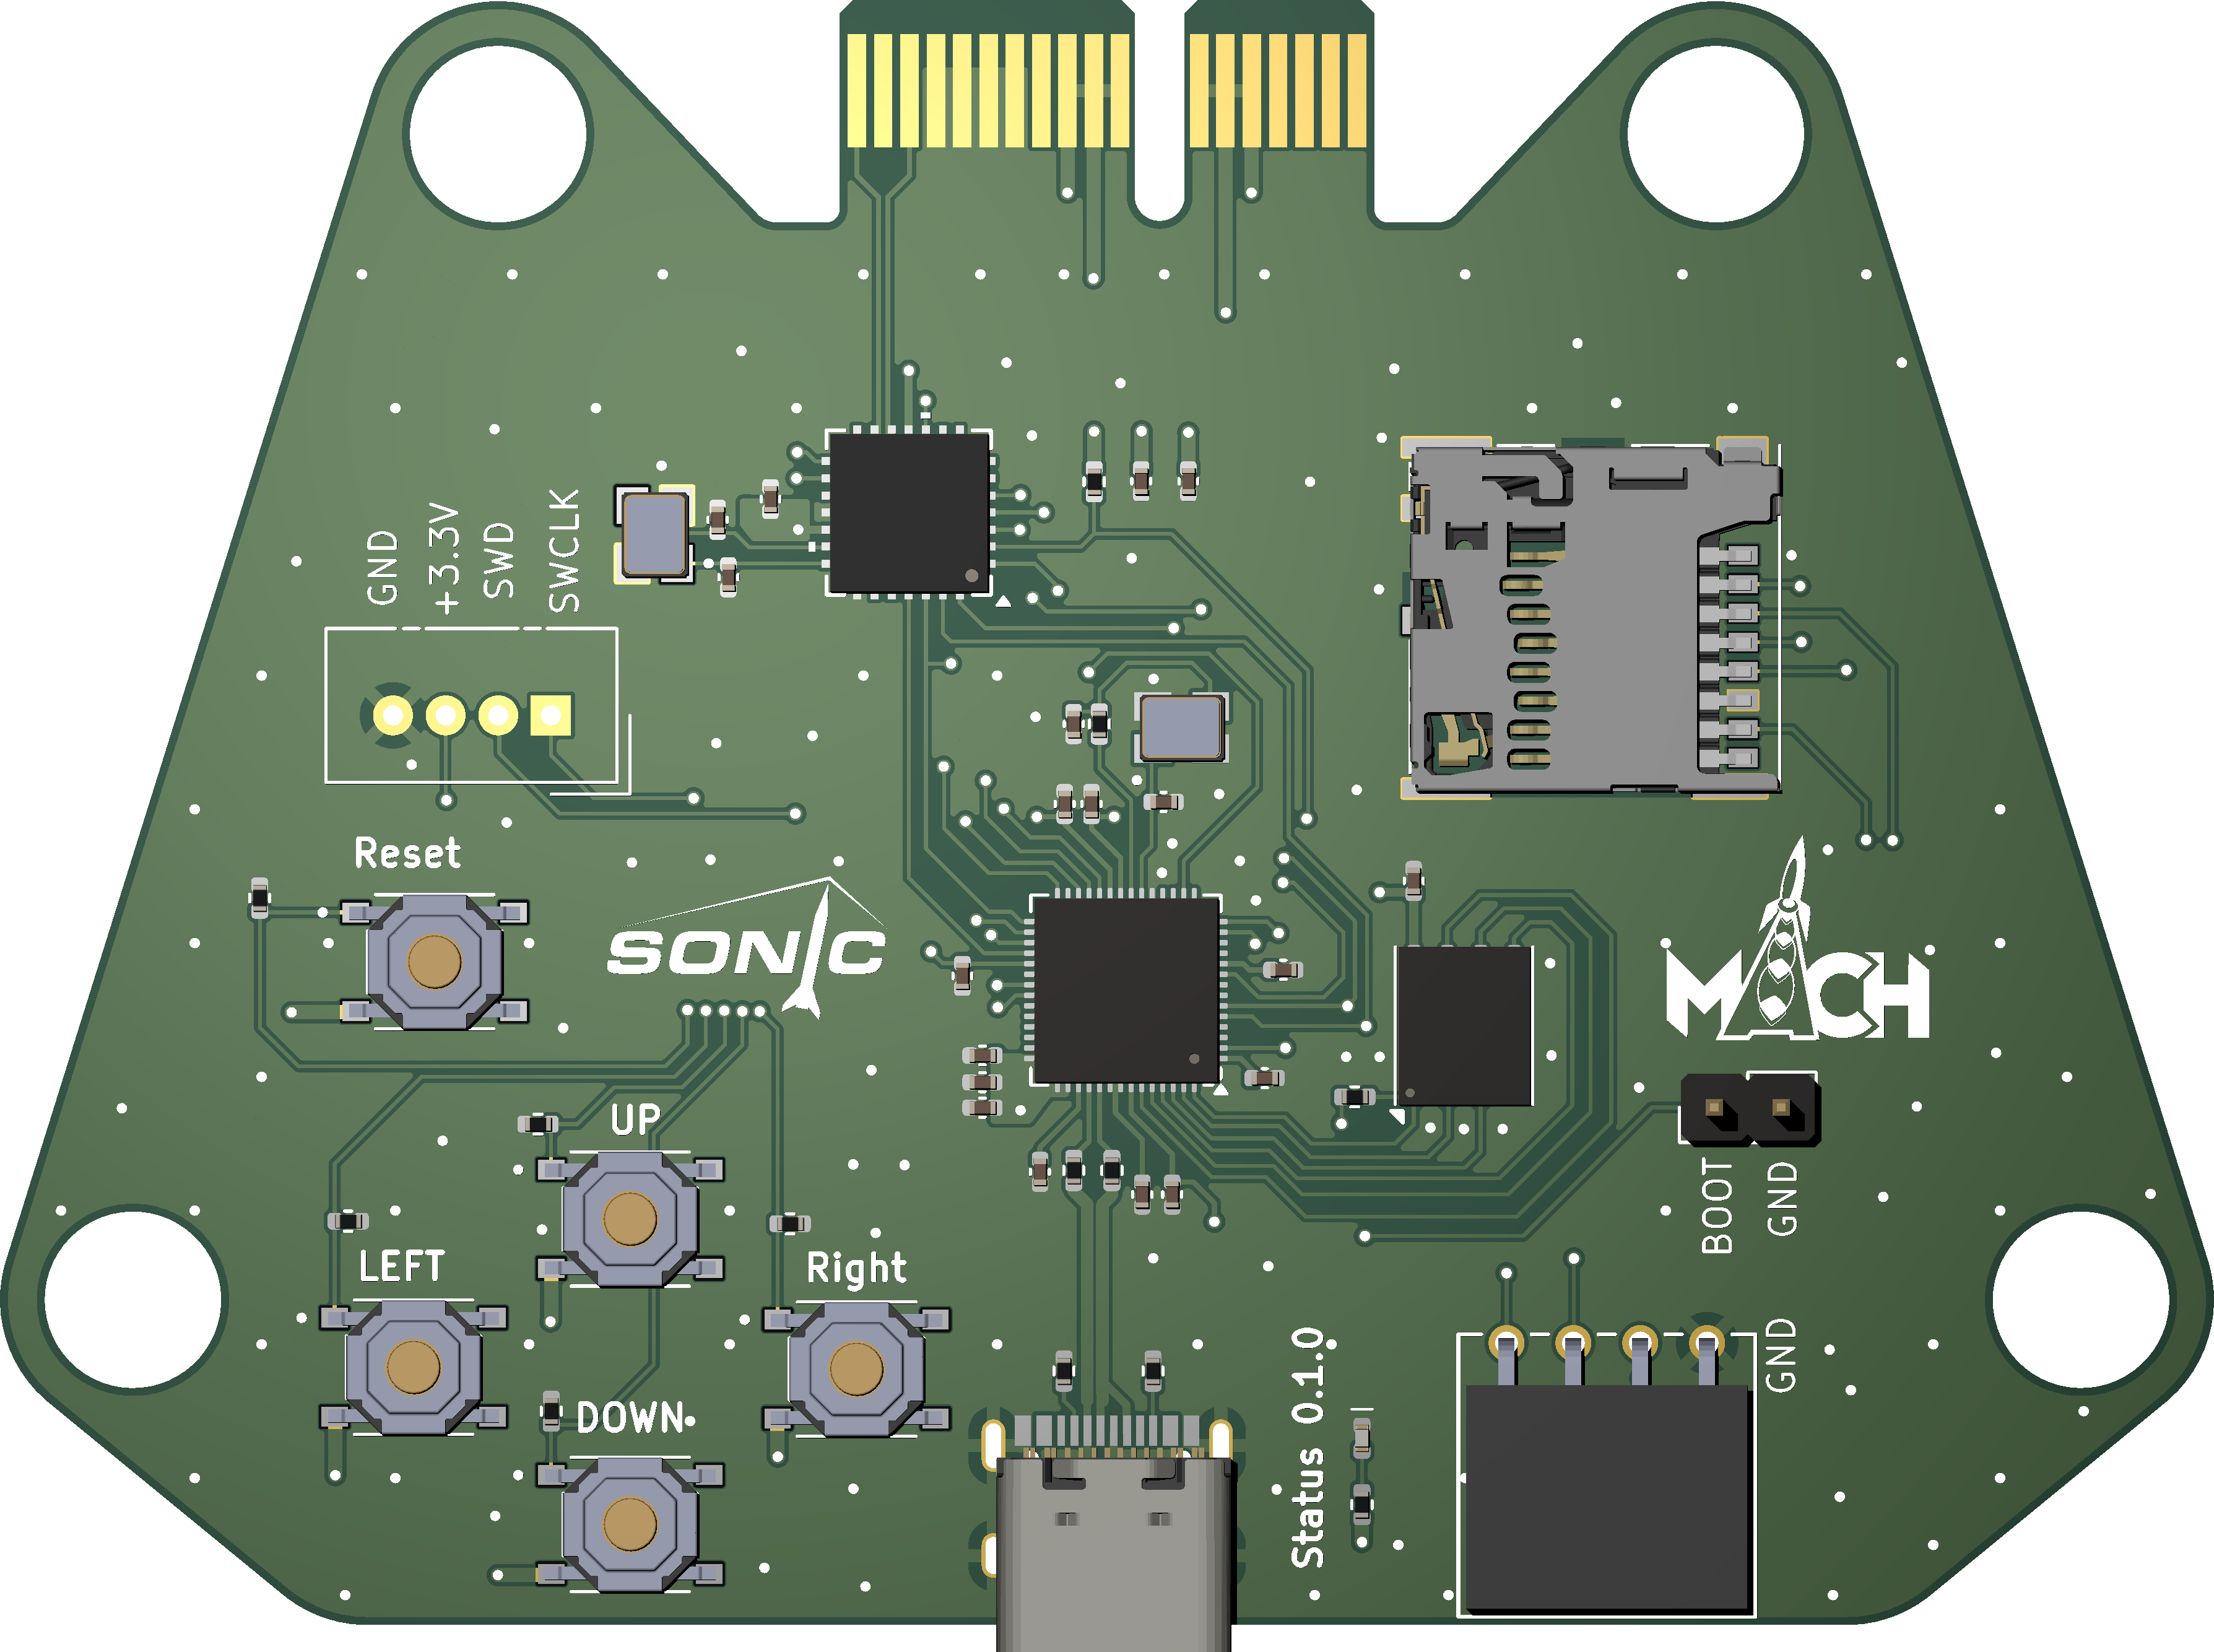 GND
+3.3V
SWD
SWCLK
Reset
SONIC
MACH
UP
BOOT
GND
LEFT
Right
GND
DOWN
Status 0.1.0